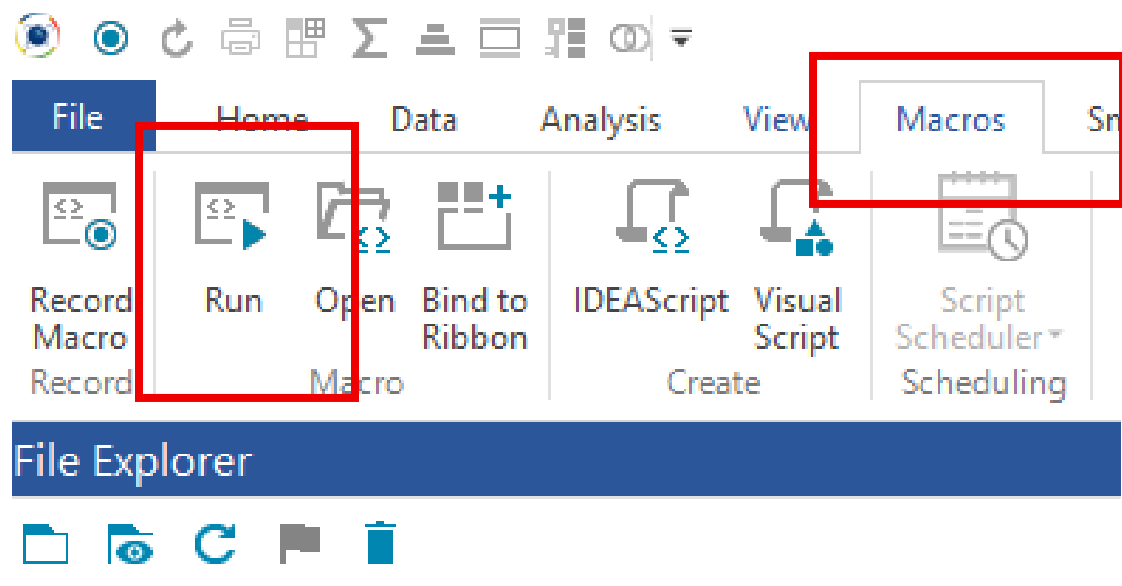 File Home Data Analysis View Macros
Record Macro Run Open Bind to Ribbon IDEAScript Visual Script Script Scheduler
Record Macro Create Scheduling
File Explorer